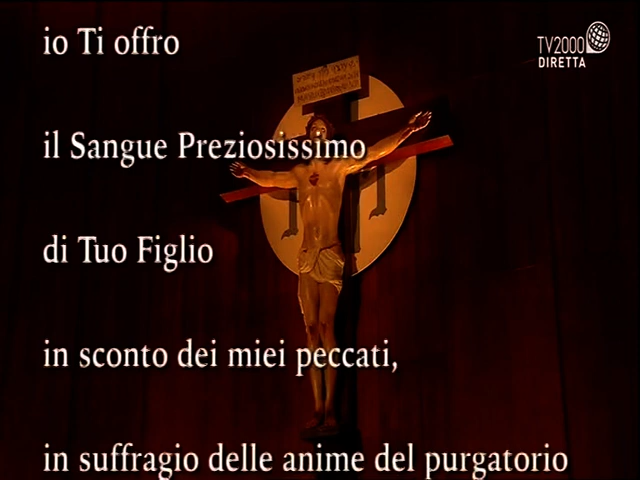 io Ti offro
TV2000
DIRETTA
il Sangue Preziosissimo
di Tuo Figlio
in sconto dei miei peccati,
in suffragio delle anime del purgatorio